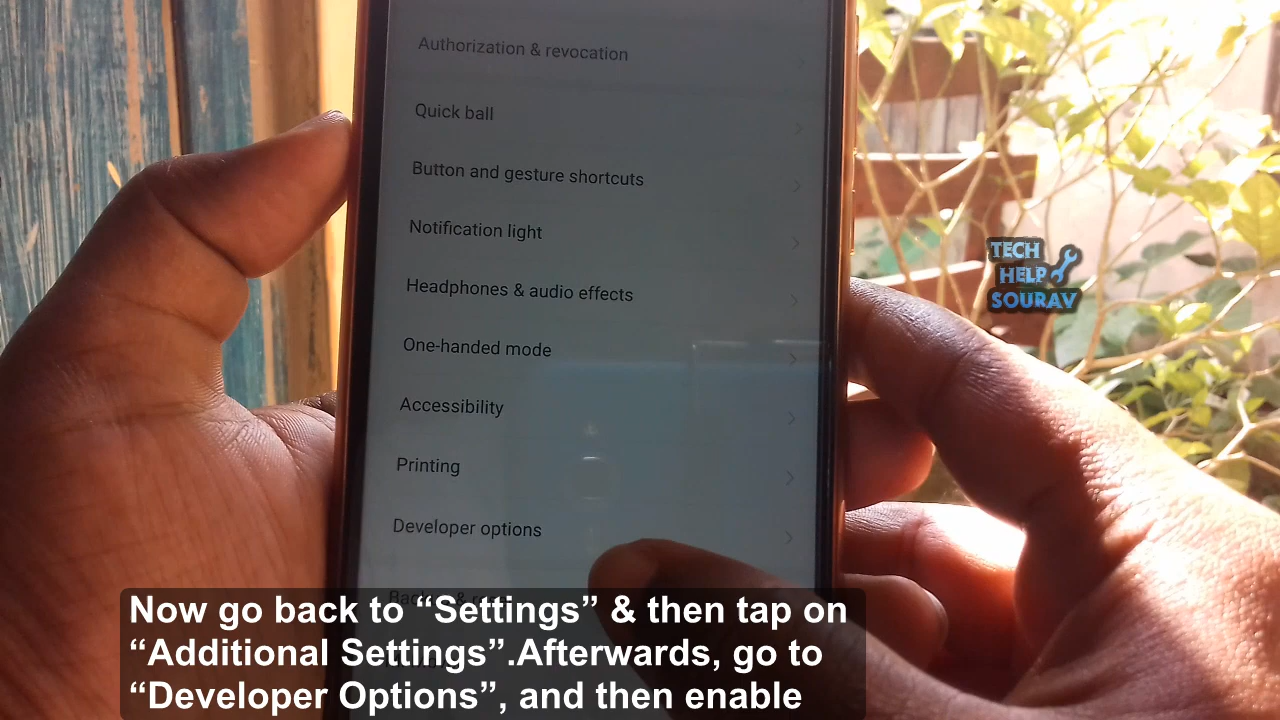 Authorization & revocation
Quick ball
Button and gesture shortcuts
Notification light
Headphones & audio effects
One-handed mode
Accessibility
Printing
Developer options
TECH
HELP
SOURAV
Now go back to “Settings” & then tap on
“Additional Settings”.Afterwards, go to
“Developer Options”, and then enable